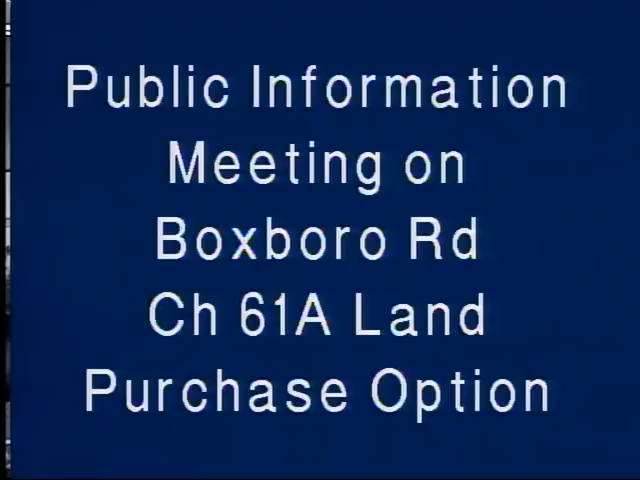 Public Information
Meeting on
Boxboro Rd
Ch 61A Land
Purchase Option